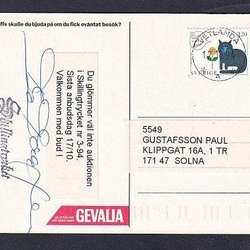 ffe skulle du bjuda på om du fick oväntat besök?
VEYLANDA
SVERIGE
Du glömmer väl inte auktionen
i Skillingtrycket nr 3-94.
Sista anbudsdag 17/10.
Välkommen med bud !
5549
GUSTAFSSON PAUL
KLIPPGAT 16A, 1 TR
171 47 SOLNA
Skillingtrycket
GEVALIA